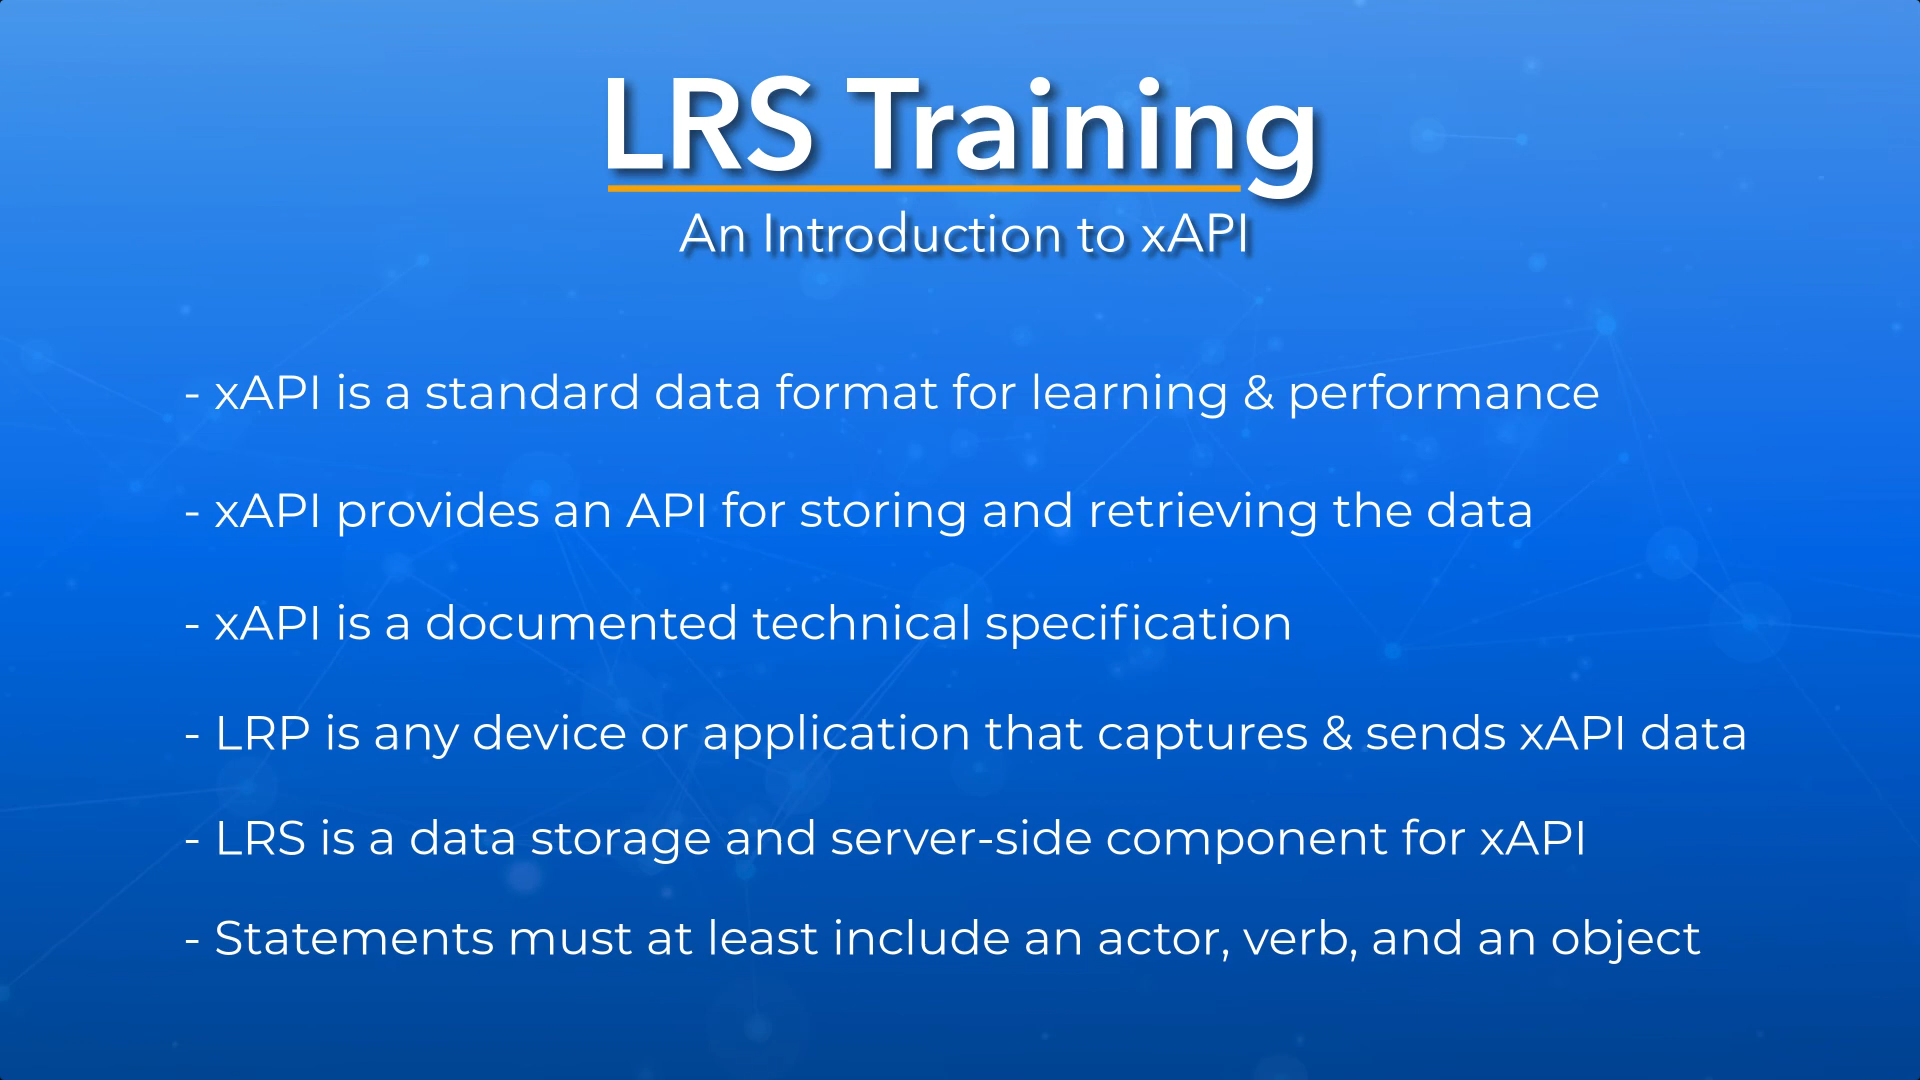 LRS Training
An Introduction to xAPI
- xAPI is a standard data format for learning & performance
- xAPI provides an API for storing and retrieving the data
- xAPI is a documented technical specification
- LRP is any device or application that captures & sends xAPI data
- LRS is a data storage and server-side component for xAPI
- Statements must at least include an actor, verb, and an object